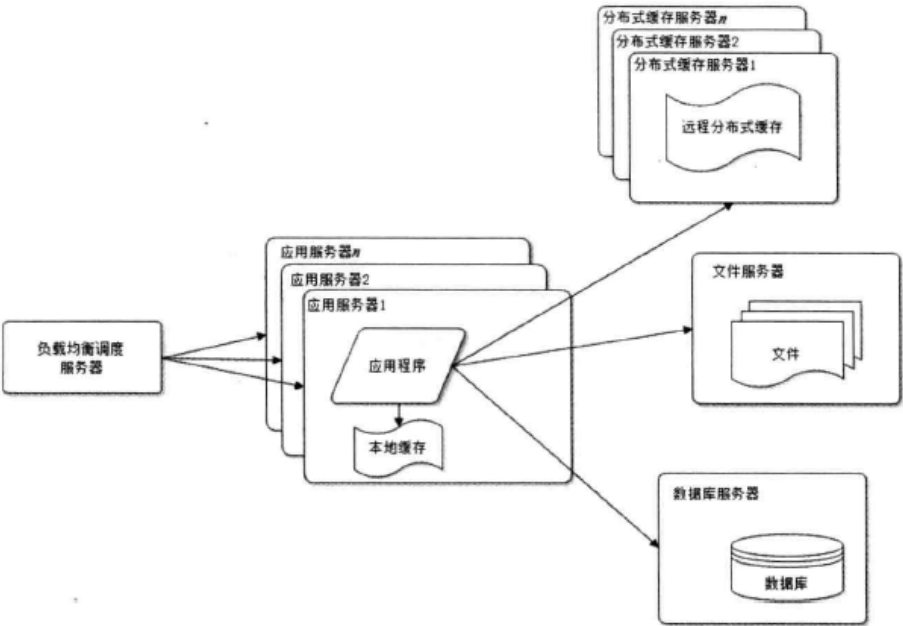 分布式缓存服务器n
分布式缓存服务器2
分布式缓存服务器1
远程分布式缓存
应用服务器n
应用服务器2
应用服务器1
文件服务器
负载均衡调度
服务器
应用程序
文件
本地缓存
数据库服务器
数据库